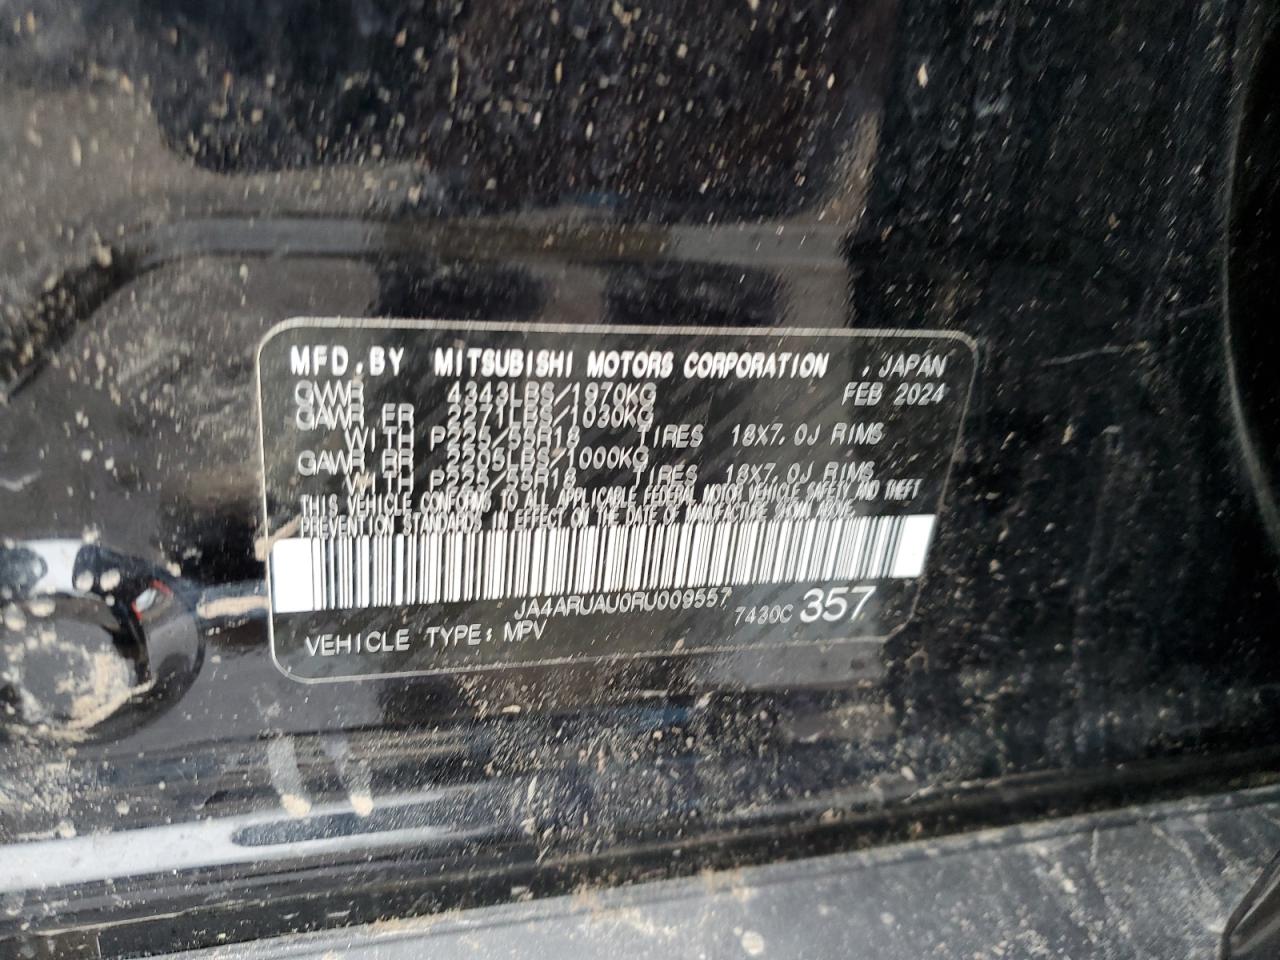 MFD. BY MITSUBISHI MOTORS CORPORATION , JAPAN
GVWR 4343LBS/1970KG FEB 2024
GAWR FR 2271LBS/1030KG
WITH P225/55R18 TIRES 18X7.0J RIMS
GAWR RR 2205LBS/1000KG
WITH P225/55R18 TIRES 18X7.0J RIMS
THIS VEHICLE CONFORMS TO ALL APPLICABLE FEDERAL MOTOR VEHICLE SAFETY AND THEFT
PREVENTION STANDARDS IN EFFECT ON THE DATE OF MANUFACTURE SHOWN ABOVE.
JA4ARUAU0RU009557 7430C 357
VEHICLE TYPE: MPV